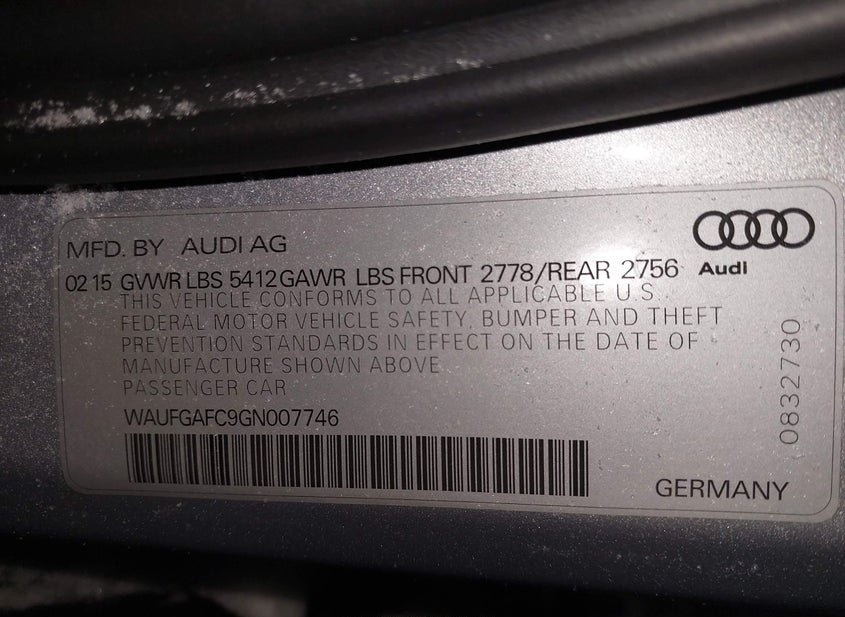 MFD. BY AUDI AG
02 15 GVWR LBS 5412 GAWR LBS FRONT 2778/REAR 2756
Audi
THIS VEHICLE CONFORMS TO ALL APPLICABLE U.S.
FEDERAL MOTOR VEHICLE SAFETY, BUMPER AND THEFT
PREVENTION STANDARDS IN EFFECT ON THE DATE OF
MANUFACTURE SHOWN ABOVE
PASSENGER CAR
WAUFGAFC9GN007746
GERMANY
0832730